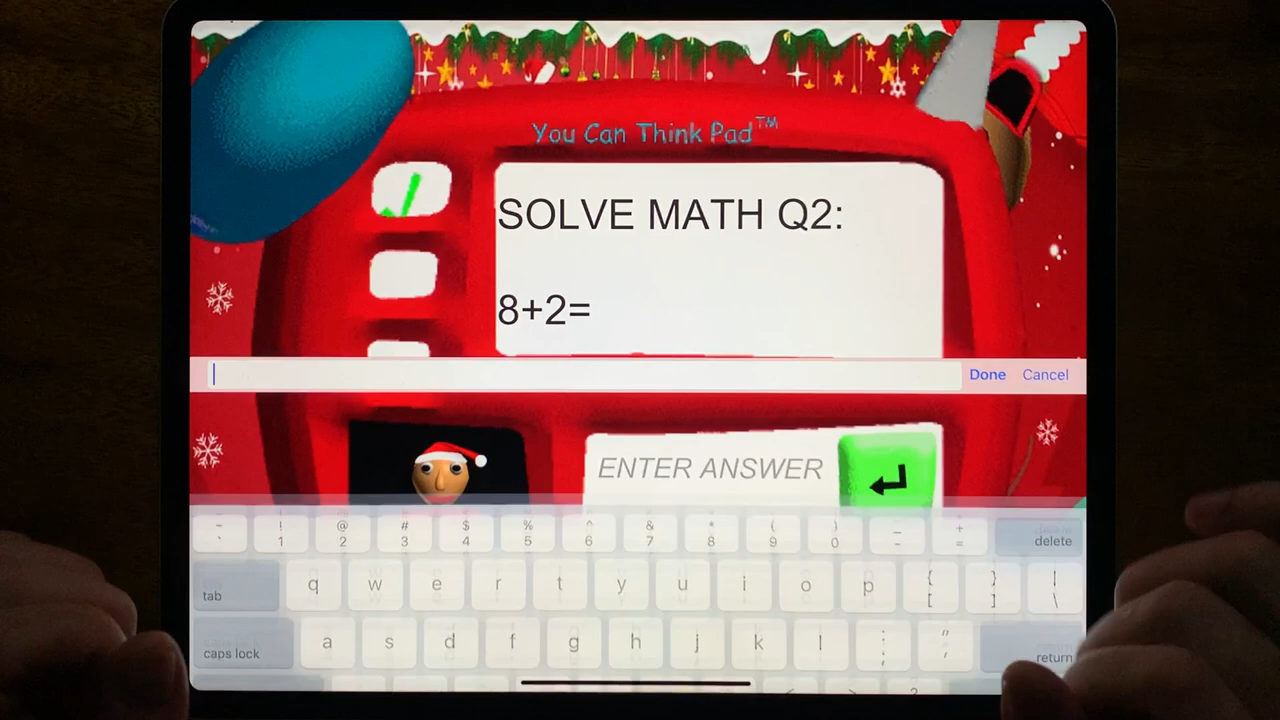 You Can Think Pad™
SOLVE MATH Q2:
8+2=
Done Cancel
ENTER ANSWER
~ ! @ # $ % ^ & * ( ) _ +
` 1 2 3 4 5 6 7 8 9 0 - = delete
tab q w e r t y u i o p { [ } ] | \
caps lock a s d f g h j k l : ; " ' return
< > ?